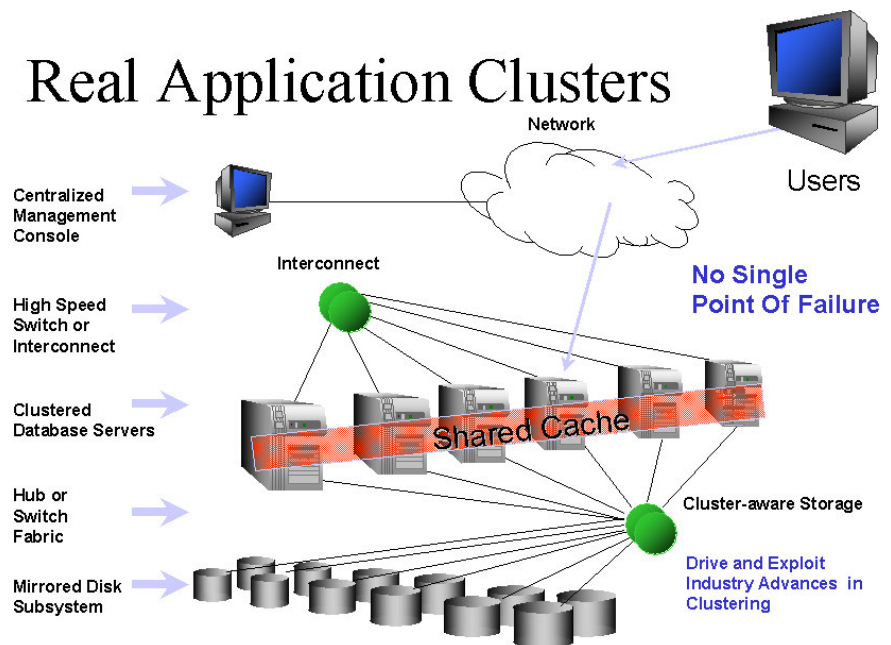 Real Application Clusters
Network
Users
Centralized
Management
Console
Interconnect
No Single
Point Of Failure
High Speed
Switch or
Interconnect
Clustered
Database Servers
Shared Cache
Hub or
Switch
Fabric
Cluster-aware Storage
Drive and Exploit
Industry Advances in
Clustering
Mirrored Disk
Subsystem